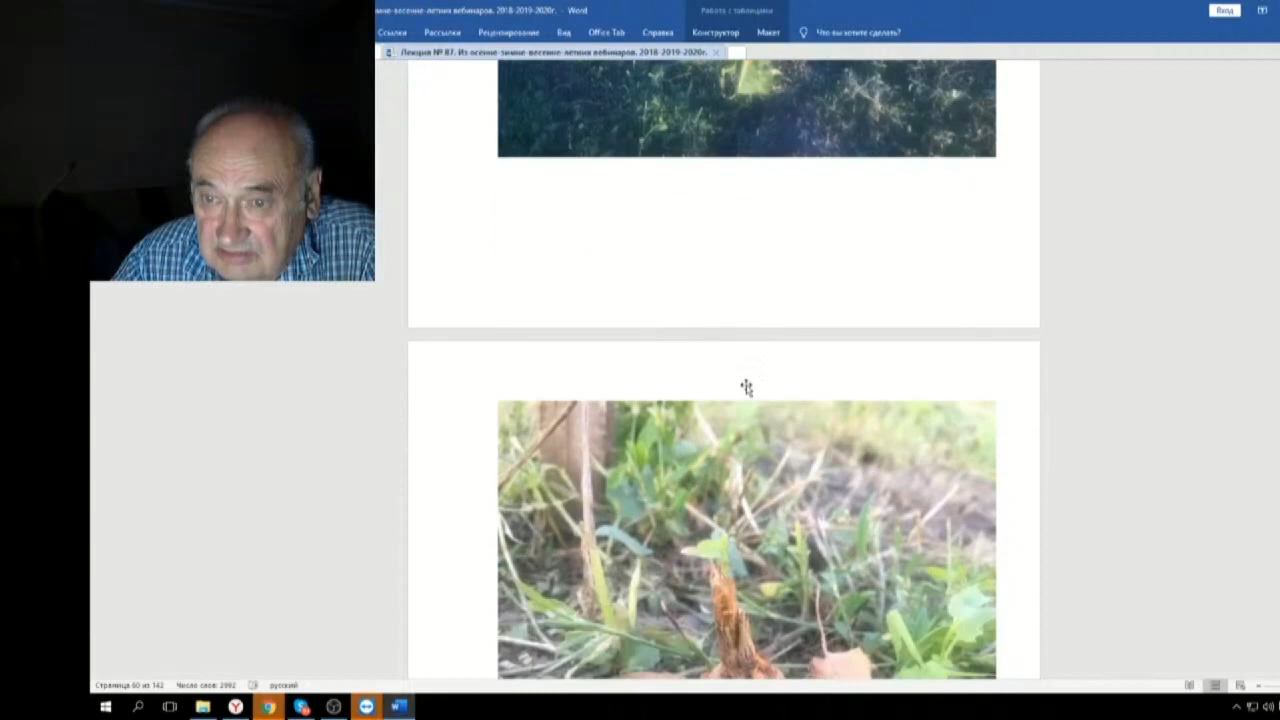 мне-весенне-летних вебинаров. 2018-2019-2020г. - Word
Работа с таблицами
Вход
Ссылки Рассылки Рецензирование Вид Office Tab Справка Конструктор Макет Что вы хотите сделать?
Лекция № 87. Из осенне-зимне-весенне-летних вебинаров. 2018-2019-2020г.
Страница 60 из 142 Число слов: 2992 русский